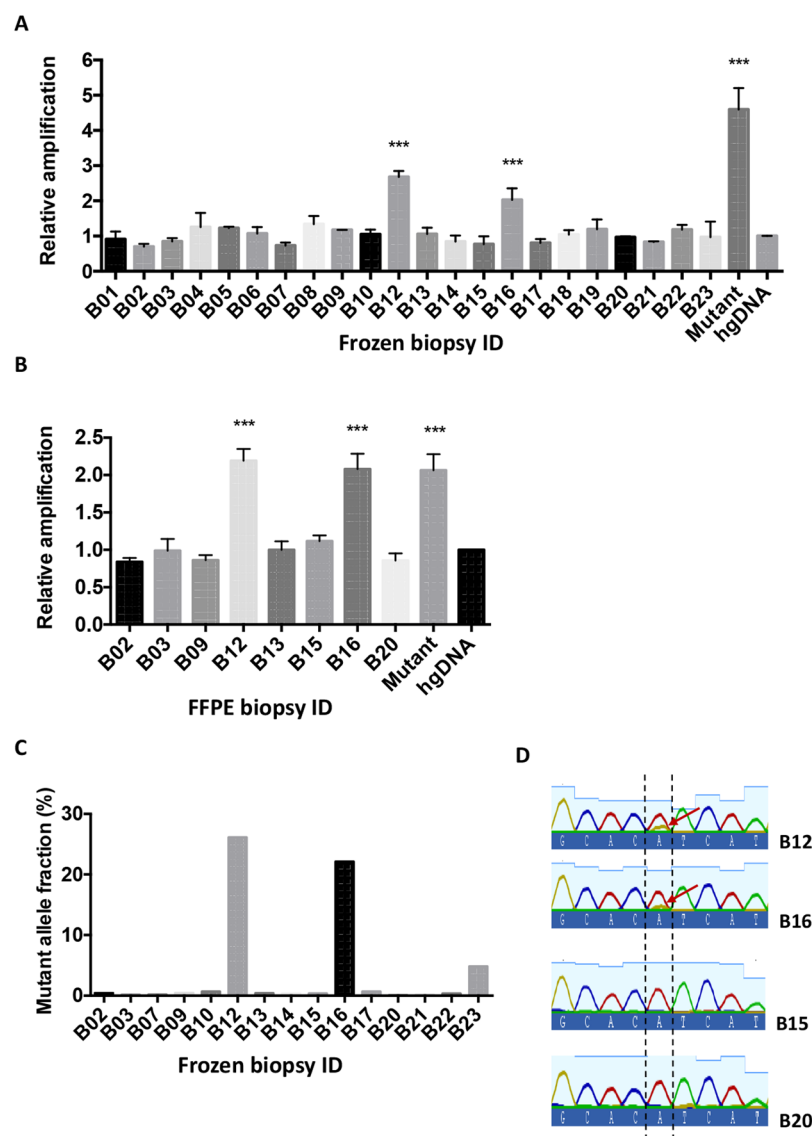 A
Relative amplification
6
5
4
3
2
1
0
***
***
***
B01 B02 B03 B04 B05 B06 B07 B08 B09 B10 B12 B13 B14 B15 B16 B17 B18 B19 B20 B21 B22 B23 Mutant hgDNA
Frozen biopsy ID
B
Relative amplification
2.5
2.0
1.5
1.0
0.5
0.0
***
***
***
B02 B03 B09 B12 B13 B15 B16 B20 Mutant hgDNA
FFPE biopsy ID
C
Mutant allele fraction (%)
30
20
10
0
B02 B03 B07 B09 B10 B12 B13 B14 B15 B16 B17 B20 B21 B22 B23
Frozen biopsy ID
D
G C A C A T C A T
B12
G C A C A T C A T
B16
G C A C A T C A T
B15
G C A C A T C A T
B20